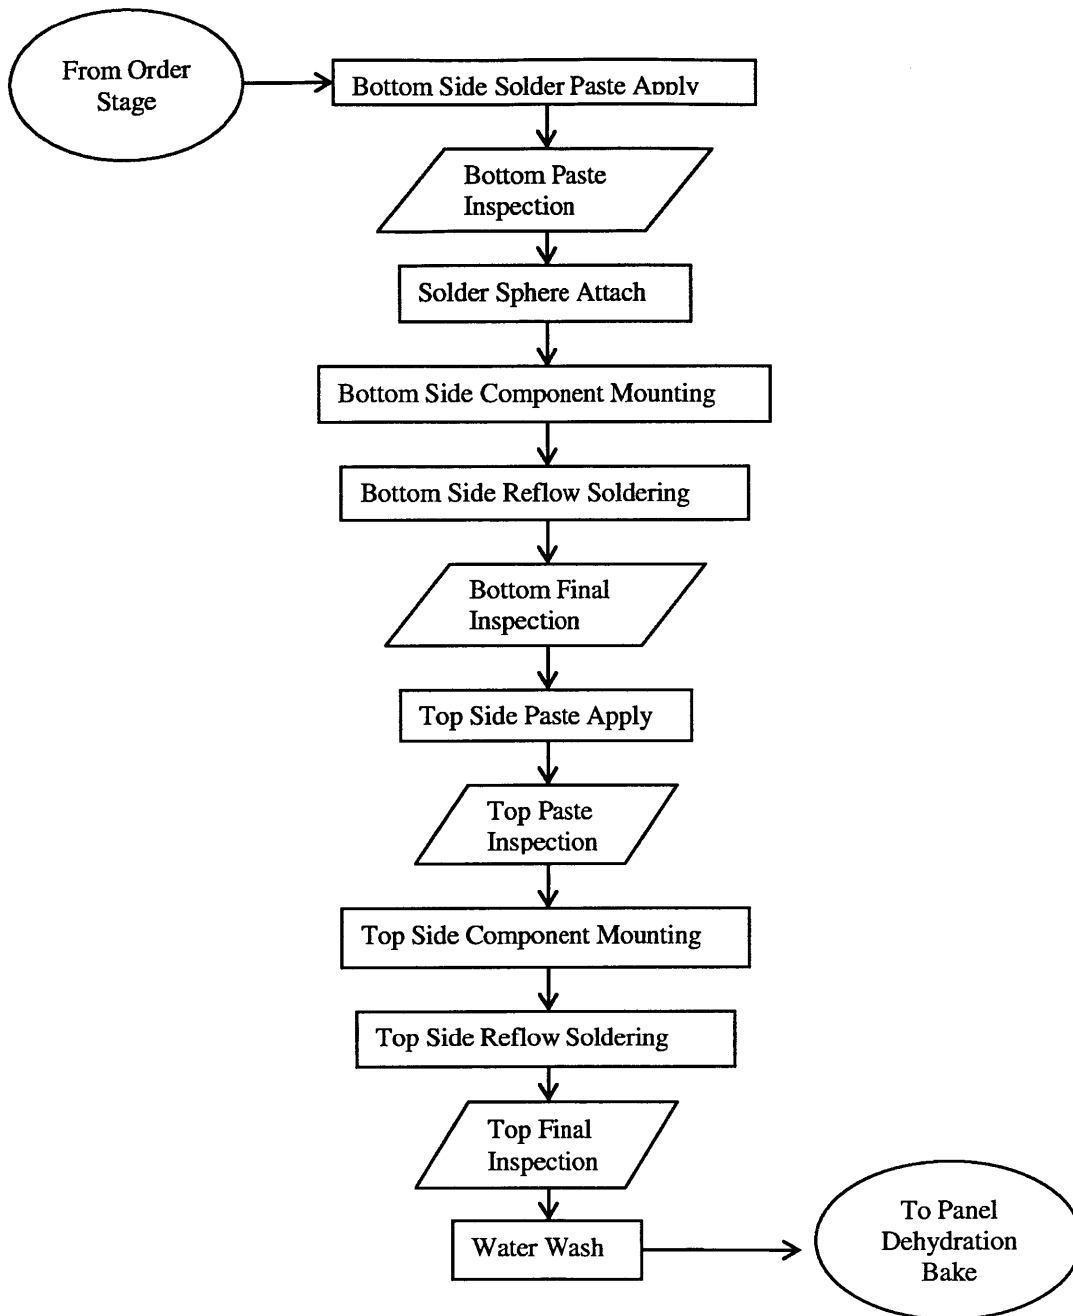 From Order
Stage
Bottom Side Solder Paste Apply
Bottom Paste
Inspection
Solder Sphere Attach
Bottom Side Component Mounting
Bottom Side Reflow Soldering
Bottom Final
Inspection
Top Side Paste Apply
Top Paste
Inspection
Top Side Component Mounting
Top Side Reflow Soldering
Top Final
Inspection
Water Wash
To Panel
Dehydration
Bake